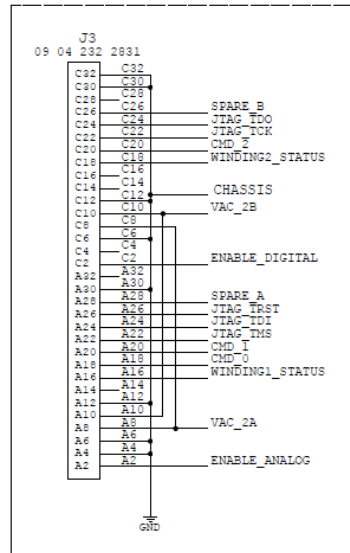 J3
09 04 232 2831
C32 C32
C30 C30
C28 C28
C26 C26 SPARE_B
C24 C24 JTAG_TDO
C22 C22 JTAG_TCK
C20 C20 CMD_2
C18 C18 WINDING2_STATUS
C16 C16
C14 C14
C12 C12 CHASSIS
C10 C10 VAC_2B
C8 C8
C6 C6
C4 C4
C2 C2 ENABLE_DIGITAL
A32 A32
A30 A30
A28 A28 SPARE_A
A26 A26 JTAG_TRST
A24 A24 JTAG_TDI
A22 A22 JTAG_TMS
A20 A20 CMD_1
A18 A18 CMD_0
A16 A16 WINDING1_STATUS
A14 A14
A12 A12
A10 A10
A8 A8 VAC_2A
A6 A6
A4 A4
A2 A2 ENABLE_ANALOG
GND